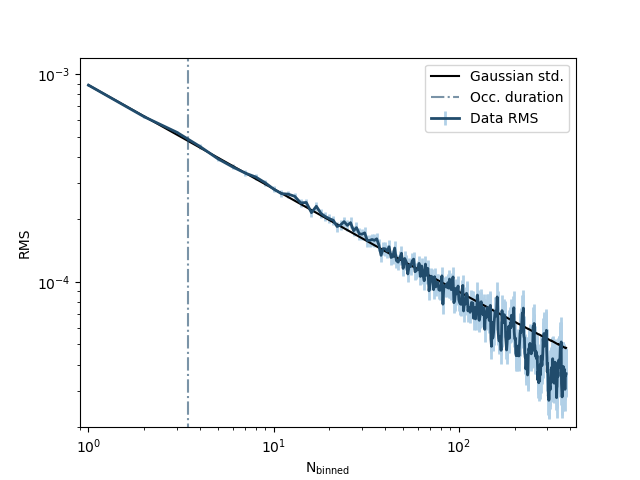 10⁻³
10⁻⁴
RMS
10⁰
10¹
10²
N_binned
Gaussian std.
Occ. duration
Data RMS